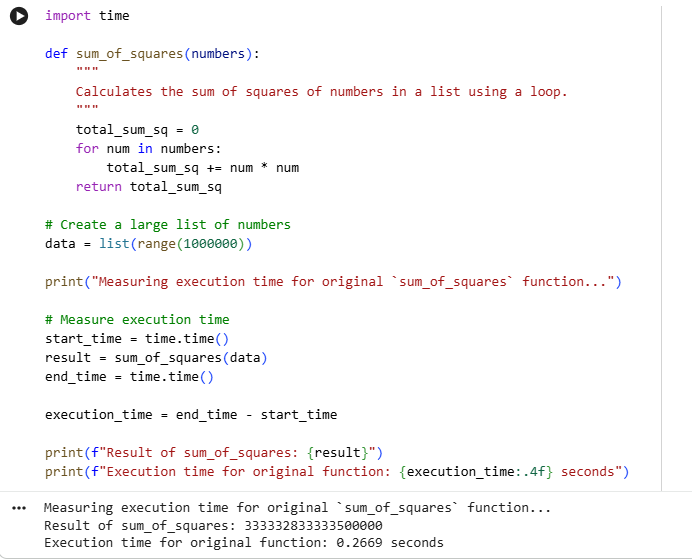 import time

def sum_of_squares(numbers):
    """
    Calculates the sum of squares of numbers in a list using a loop.
    """
    total_sum_sq = 0
    for num in numbers:
        total_sum_sq += num * num
    return total_sum_sq

# Create a large list of numbers
data = list(range(1000000))

print("Measuring execution time for original `sum_of_squares` function...")

# Measure execution time
start_time = time.time()
result = sum_of_squares(data)
end_time = time.time()

execution_time = end_time - start_time

print(f"Result of sum_of_squares: {result}")
print(f"Execution time for original function: {execution_time:.4f} seconds")

Measuring execution time for original `sum_of_squares` function...
Result of sum_of_squares: 333332833333500000
Execution time for original function: 0.2669 seconds